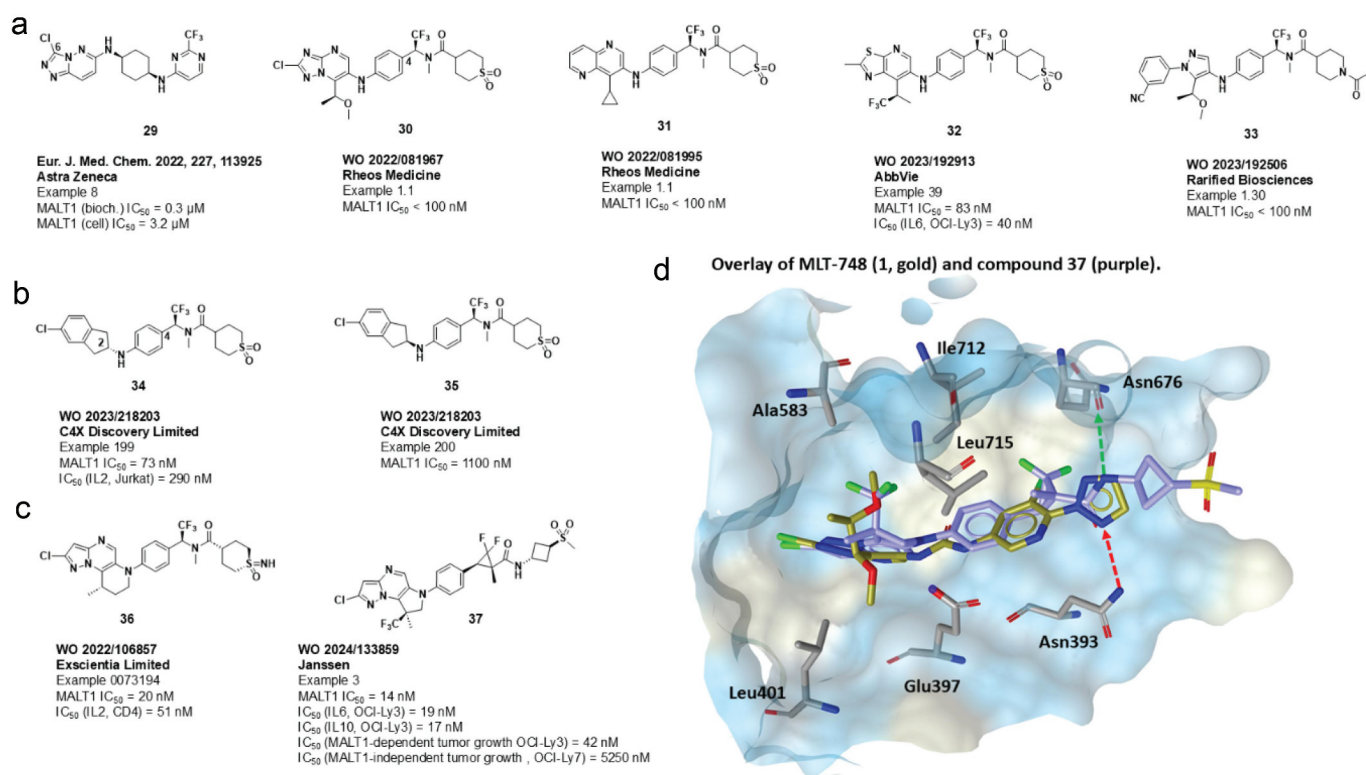 a
29
Eur. J. Med. Chem. 2022, 227, 113925
Astra Zeneca
Example 8
MALT1 (bioch.) IC50 = 0.3 µM
MALT1 (cell) IC50 = 3.2 µM
30
WO 2022/081967
Rheos Medicine
Example 1.1
MALT1 IC50 < 100 nM
31
WO 2022/081995
Rheos Medicine
Example 1.1
MALT1 IC50 < 100 nM
32
WO 2023/192913
AbbVie
Example 39
MALT1 IC50 = 83 nM
IC50 (IL6, OCI-Ly3) = 40 nM
33
WO 2023/192506
Rarified Biosciences
Example 1.30
MALT1 IC50 < 100 nM
b
34
WO 2023/218203
C4X Discovery Limited
Example 199
MALT1 IC50 = 73 nM
IC50 (IL2, Jurkat) = 290 nM
35
WO 2023/218203
C4X Discovery Limited
Example 200
MALT1 IC50 = 1100 nM
c
36
WO 2022/106857
Exscientia Limited
Example 0073194
MALT1 IC50 = 20 nM
IC50 (IL2, CD4) = 51 nM
37
WO 2024/133859
Janssen
Example 3
MALT1 IC50 = 14 nM
IC50 (IL6, OCI-Ly3) = 19 nM
IC50 (IL10, OCI-Ly3) = 17 nM
IC50 (MALT1-dependent tumor growth OCI-Ly3) = 42 nM
IC50 (MALT1-independent tumor growth , OCI-Ly7) = 5250 nM
d
Overlay of MLT-748 (1, gold) and compound 37 (purple).
Ile712
Asn676
Ala583
Leu715
Asn393
Glu397
Leu401